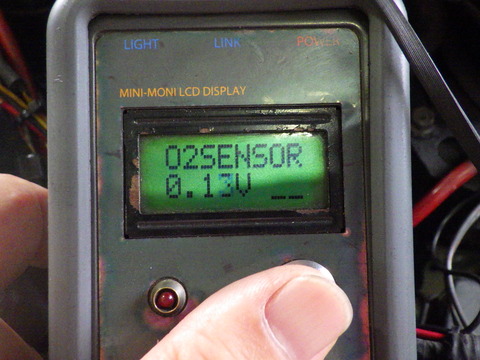 LIGHT LINK POWER
MINI-MONI LCD DISPLAY
O2SENSOR
0.13V